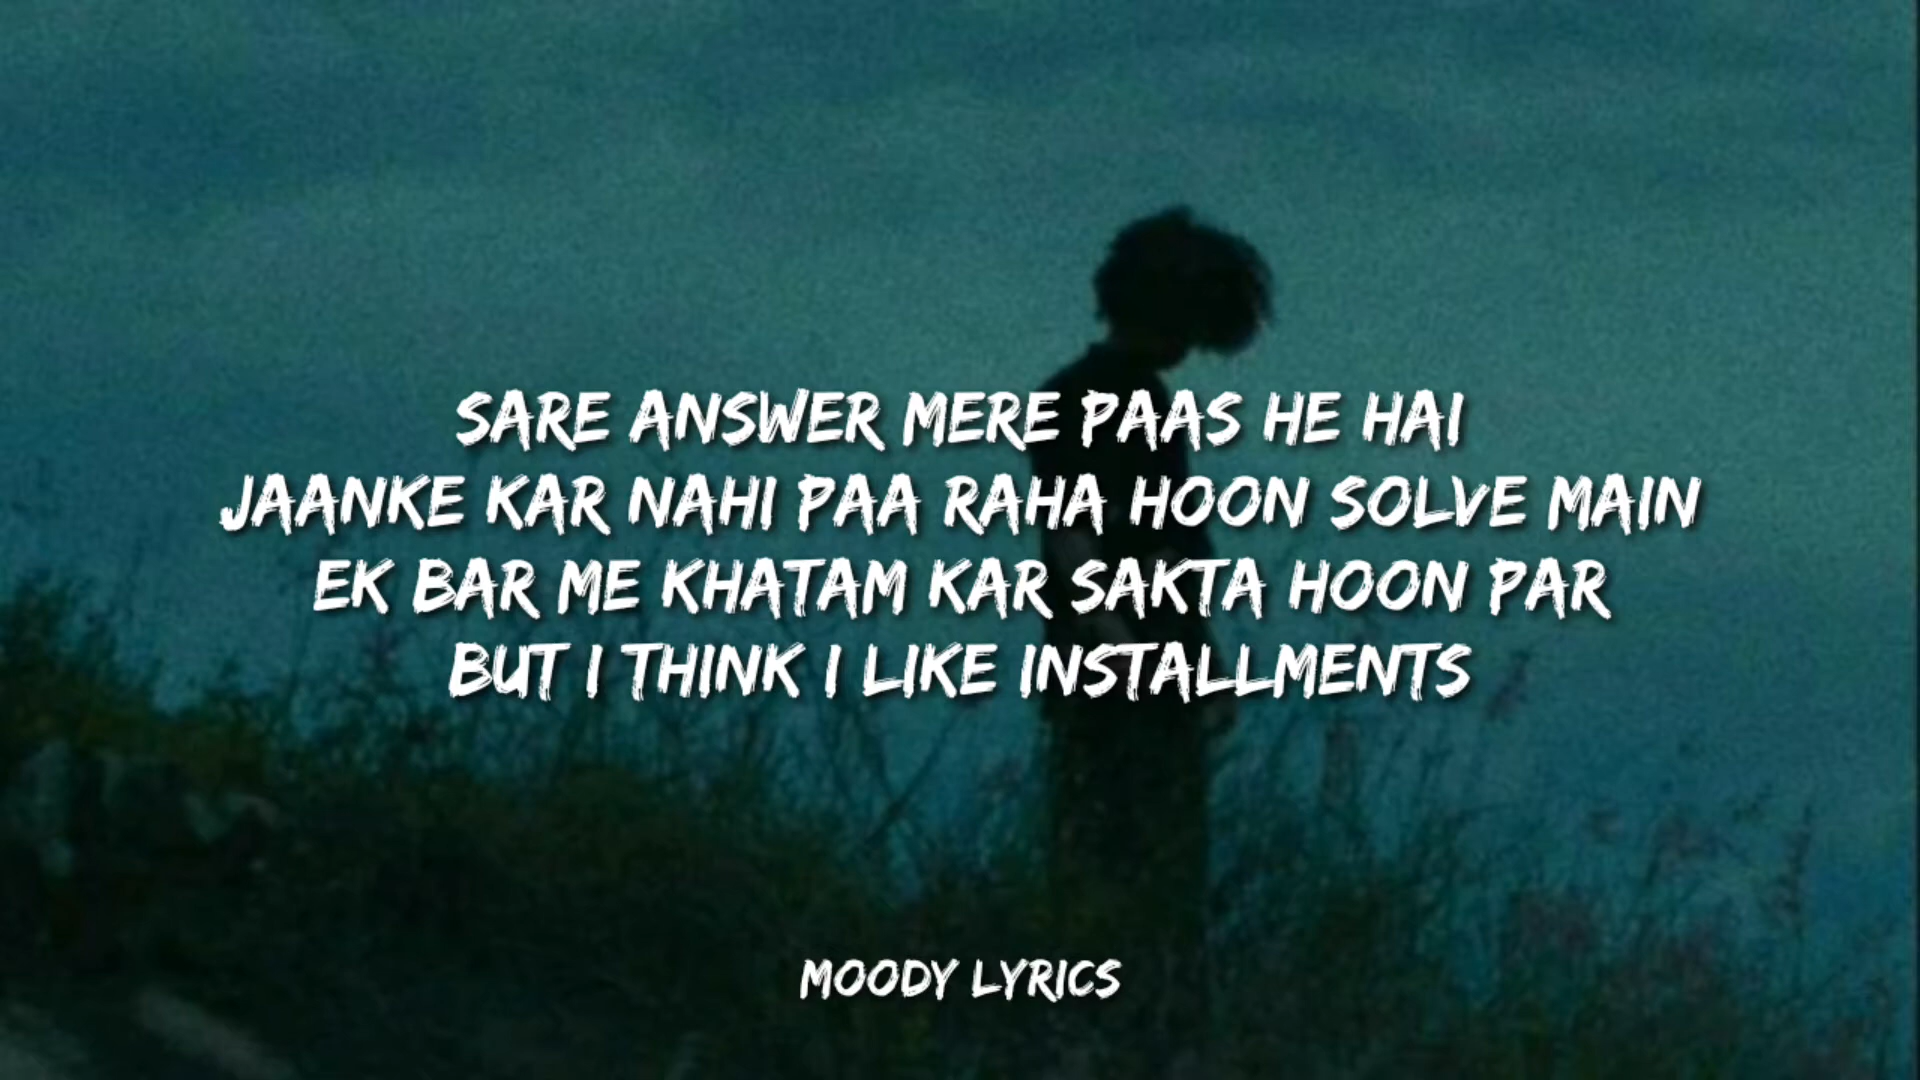 SARE ANSWER MERE PAAS HE HAI
JAANKE KAR NAHI PAA RAHA HOON SOLVE MAIN
EK BAR ME KHATAM KAR SAKTA HOON PAR
BUT I THINK I LIKE INSTALLMENTS
MOODY LYRICS